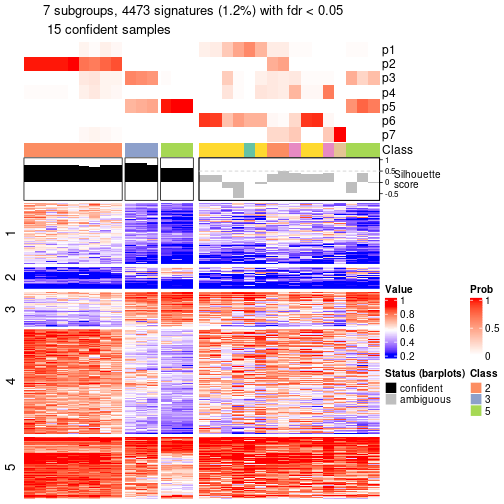 7 subgroups, 4473 signatures (1.2%) with fdr < 0.05
15 confident samples
p1
p2
p3
p4
p5
p6
p7
Class
1
0.5
0
-0.5
Silhouette
score
1
2
3
4
5
Value
1
0.8
0.6
0.4
0.2
Prob
1
0.5
0
Status (barplots)
confident
ambiguous
Class
2
3
5